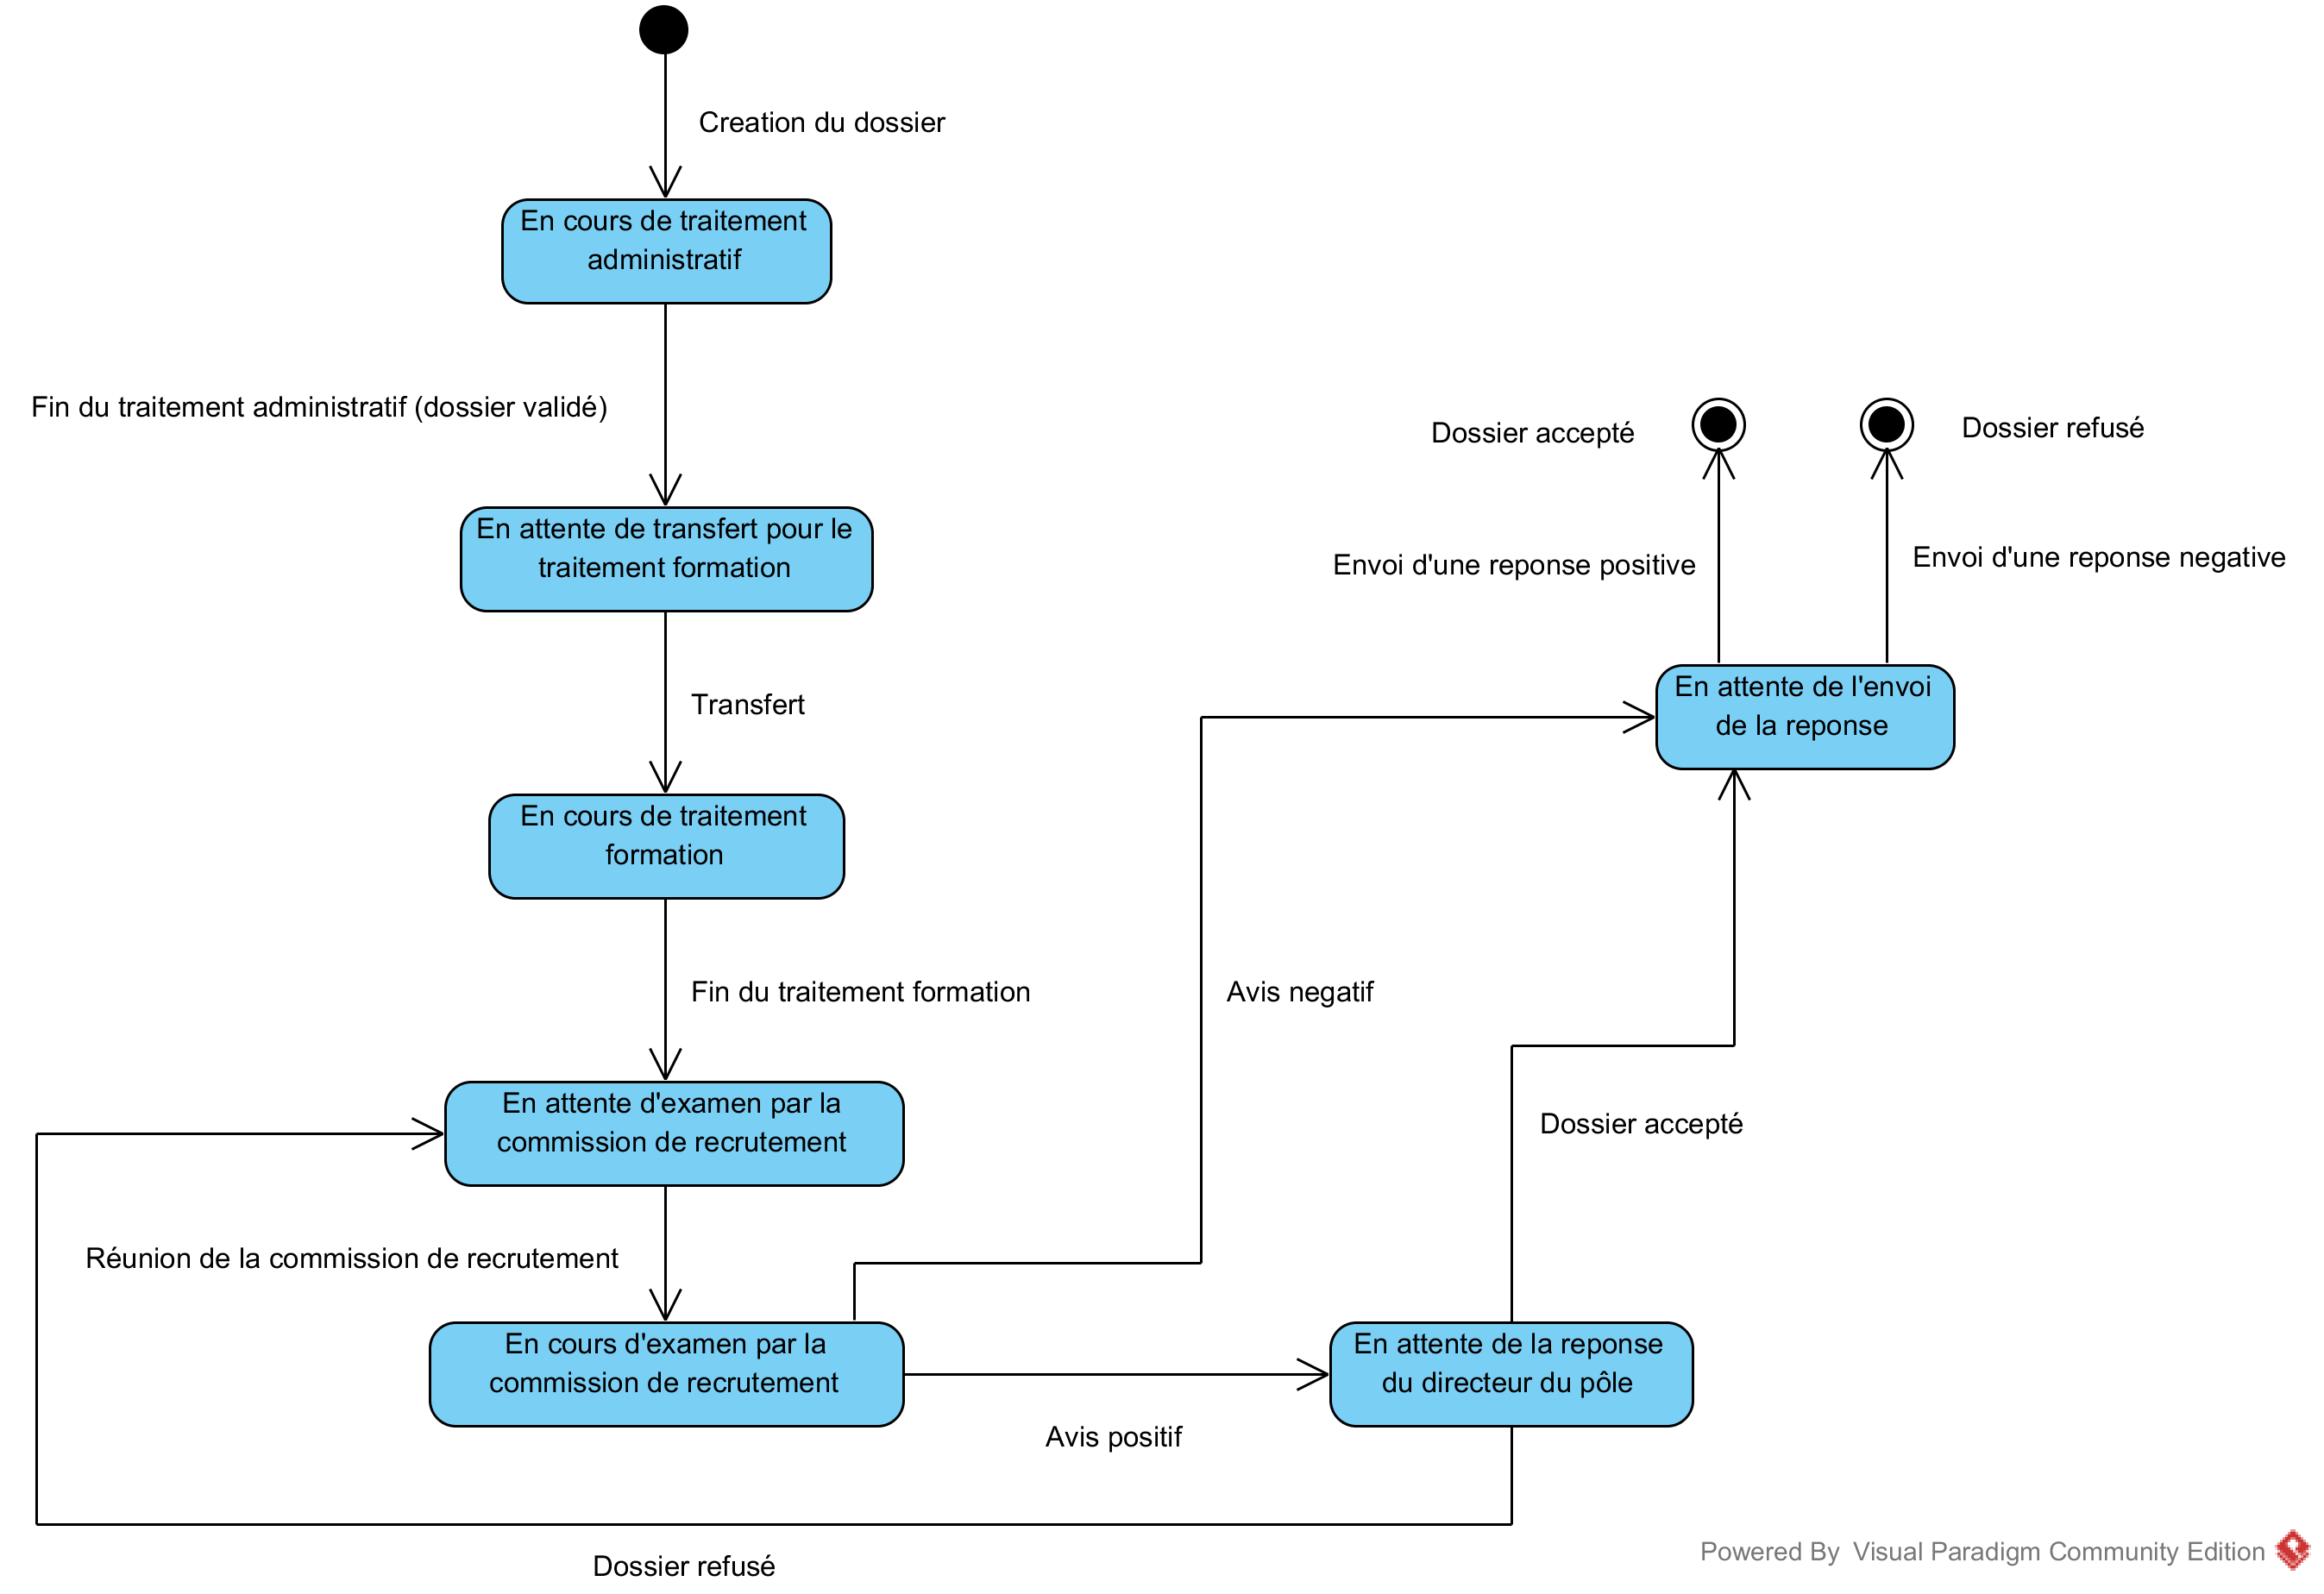 Creation du dossier
En cours de traitement
administratif
Fin du traitement administratif (dossier validé)
En attente de transfert pour le
traitement formation
Transfert
En cours de traitement
formation
Fin du traitement formation
En attente d'examen par la
commission de recrutement
Réunion de la commission de recrutement
En cours d'examen par la
commission de recrutement
Avis negatif
Avis positif
En attente de la reponse
du directeur du pôle
Dossier refusé
Dossier accepté
En attente de l'envoi
de la reponse
Envoi d'une reponse positive
Envoi d'une reponse negative
Dossier accepté
Dossier refusé
Powered By Visual Paradigm Community Edition